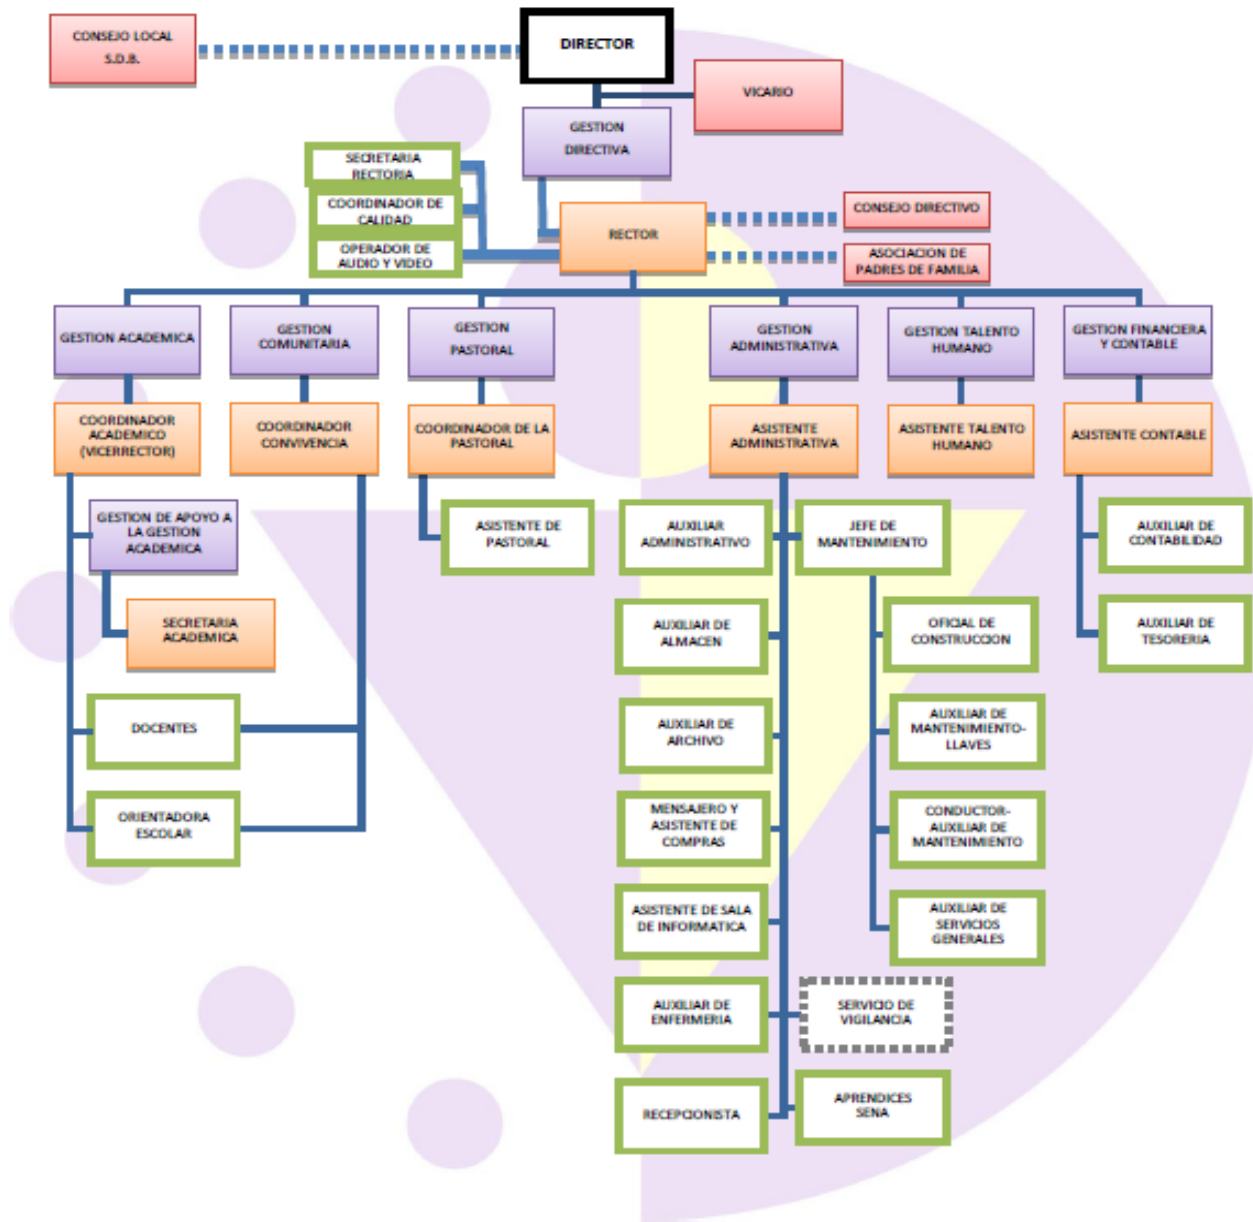 CONSEJO LOCAL
S.D.B.
DIRECTOR
VICARIO
GESTION
DIRECTIVA
SECRETARIA
RECTORIA
COORDINADOR DE
CALIDAD
OPERADOR DE
AUDIO Y VIDEO
RECTOR
CONSEJO DIRECTIVO
ASOCIACION DE
PADRES DE FAMILIA
GESTION ACADEMICA
GESTION
COMUNITARIA
GESTION
PASTORAL
GESTION
ADMINISTRATIVA
GESTION TALENTO
HUMANO
GESTION FINANCIERA
Y CONTABLE
COORDINADOR
ACADEMICO
(VICERRECTOR)
COORDINADOR
CONVIVENCIA
COORDINADOR DE LA
PASTORAL
ASISTENTE
ADMINISTRATIVA
ASISTENTE TALENTO
HUMANO
ASISTENTE CONTABLE
GESTION DE APOYO A
LA GESTION
ACADEMICA
ASISTENTE DE
PASTORAL
AUXILIAR
ADMINISTRATIVO
JEFE DE
MANTENIMIENTO
AUXILIAR DE
CONTABILIDAD
SECRETARIA
ACADEMICA
AUXILIAR DE
ALMACEN
OFICIAL DE
CONSTRUCCION
AUXILIAR DE
TESORERIA
DOCENTES
AUXILIAR DE
ARCHIVO
AUXILIAR DE
MANTENIMIENTO-
LLAVES
ORIENTADORA
ESCOLAR
MENSAJERO Y
ASISTENTE DE
COMPRAS
CONDUCTOR-
AUXILIAR DE
MANTENIMIENTO
ASISTENTE DE SALA
DE INFORMATICA
AUXILIAR DE
SERVICIOS
GENERALES
AUXILIAR DE
ENFERMERIA
SERVICIO DE
VIGILANCIA
RECEPCIONISTA
APRENDICES
SENA